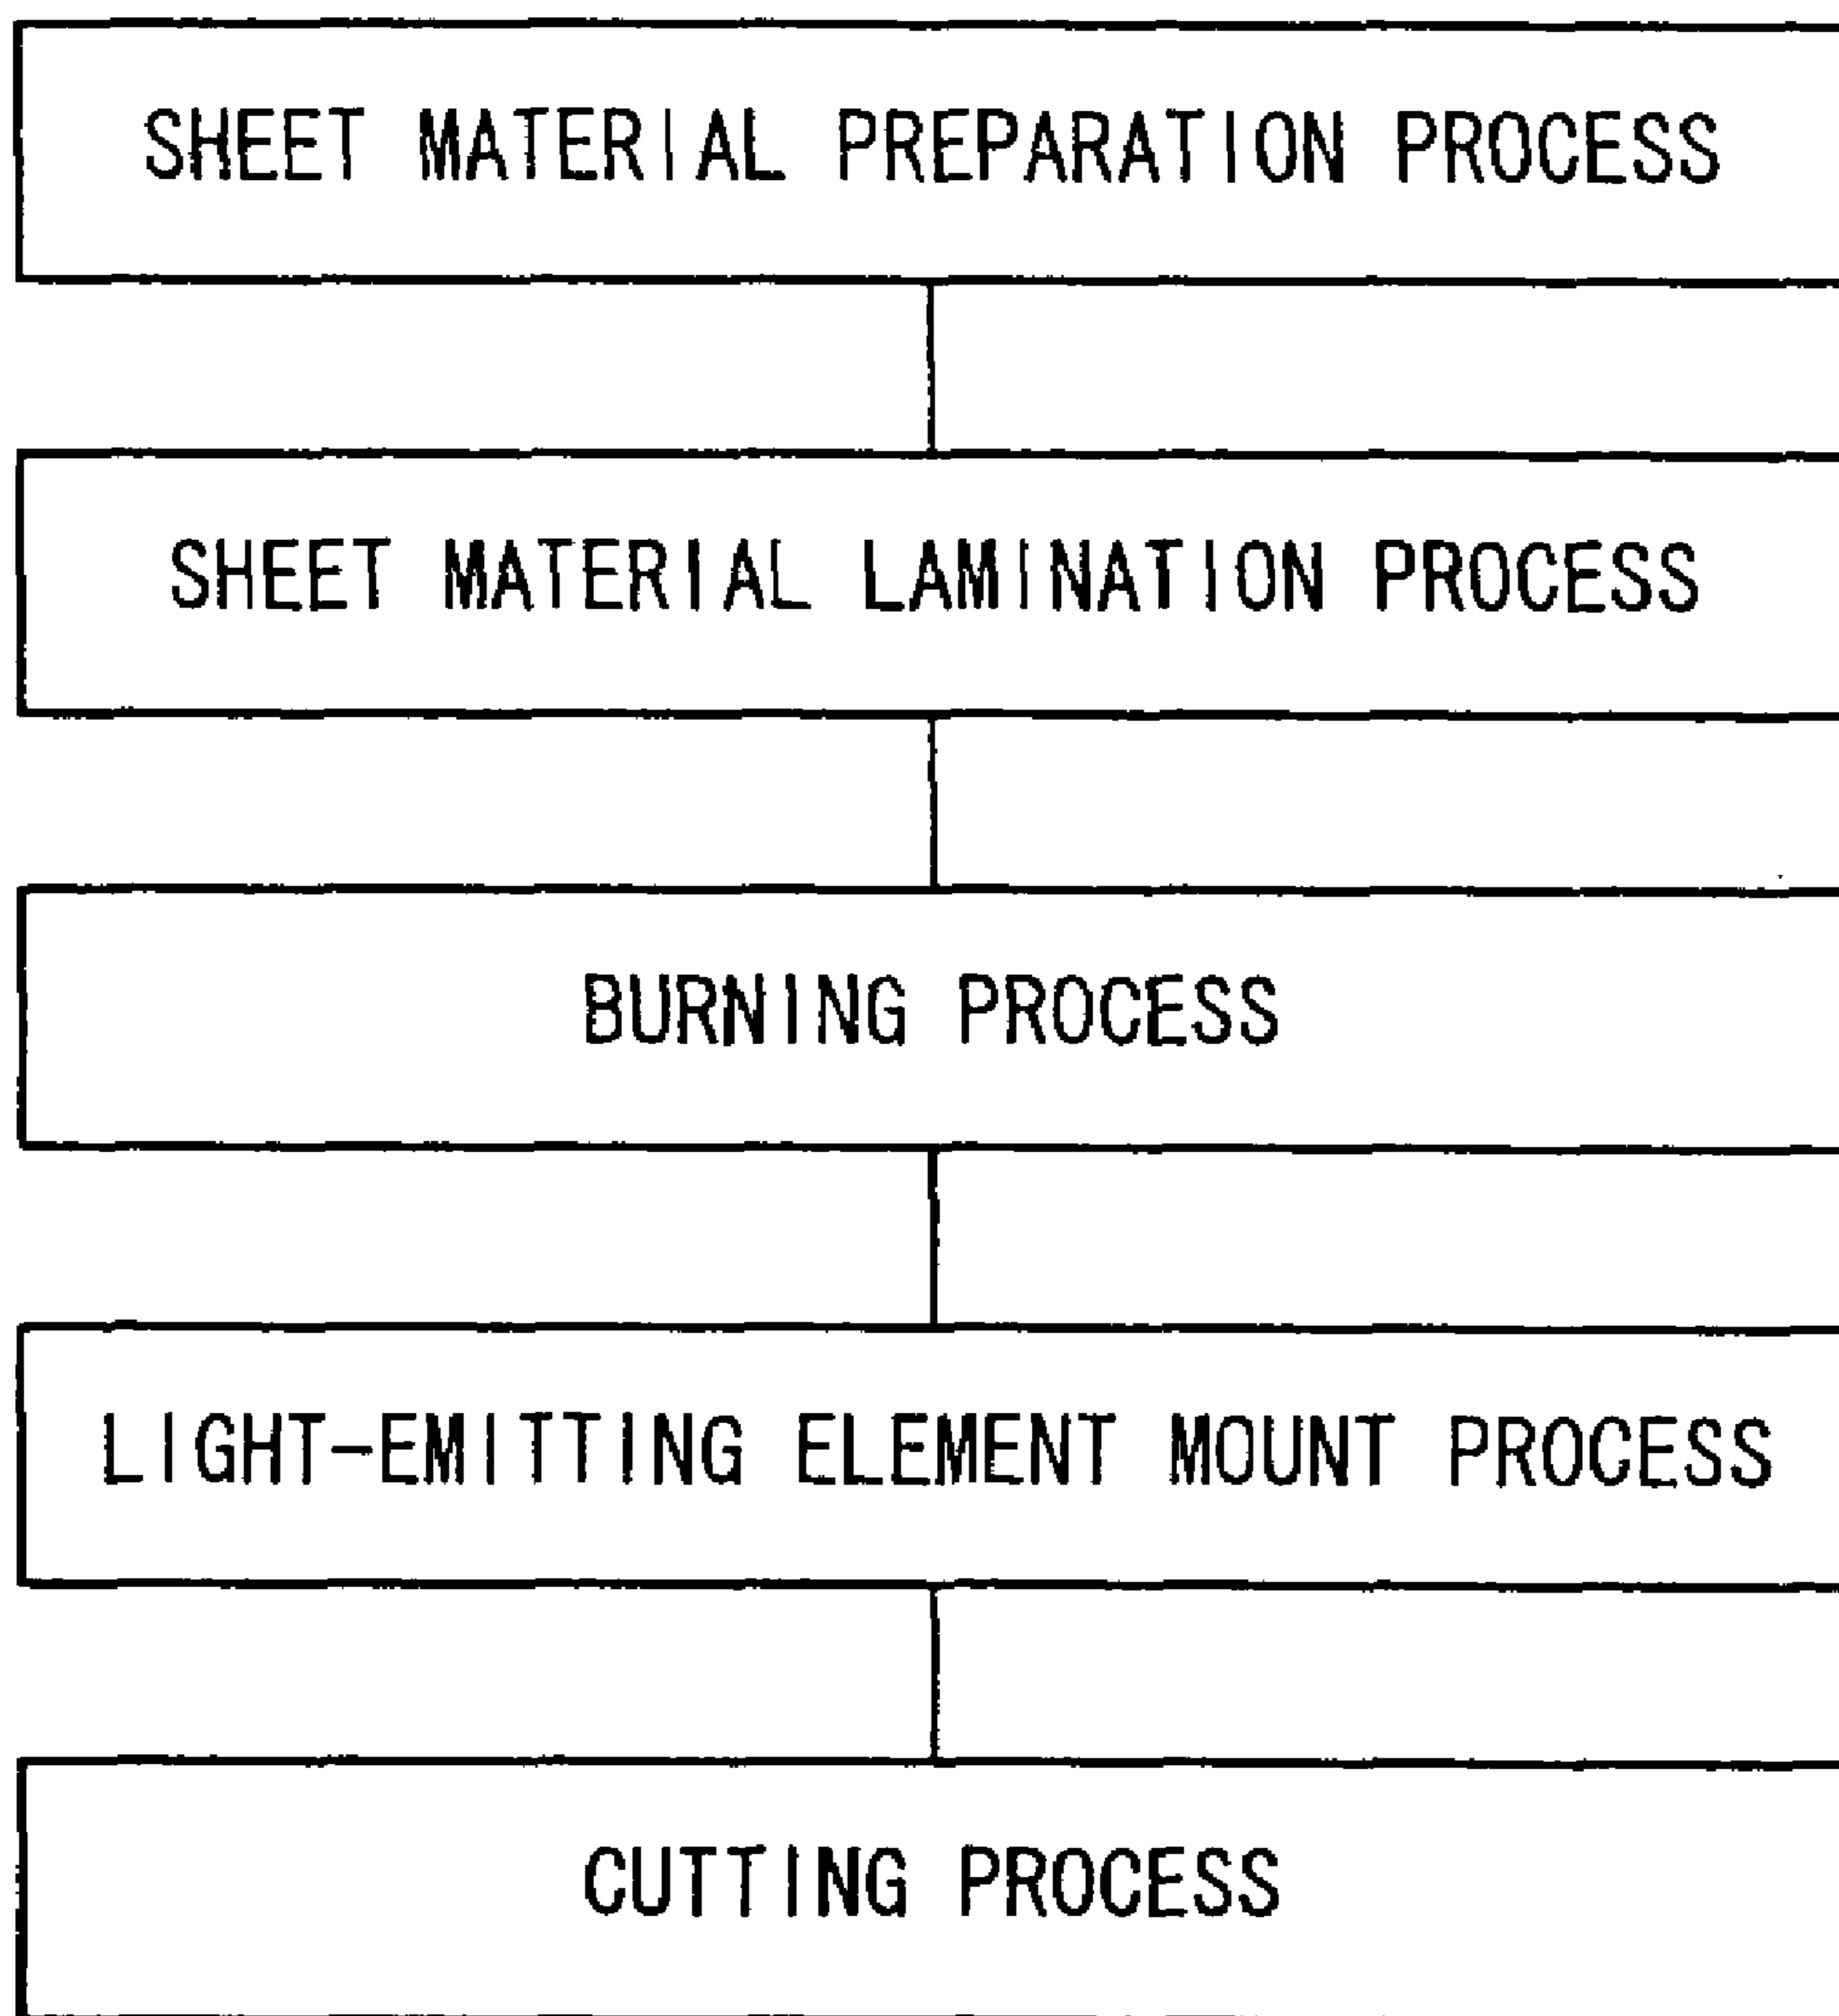 SHEET MATERIAL PREPARATION PROCESS
SHEET MATERIAL LAMINATION PROCESS
BURNING PROCESS
LIGHT-EMITTING ELEMENT MOUNT PROCESS
CUTTING PROCESS